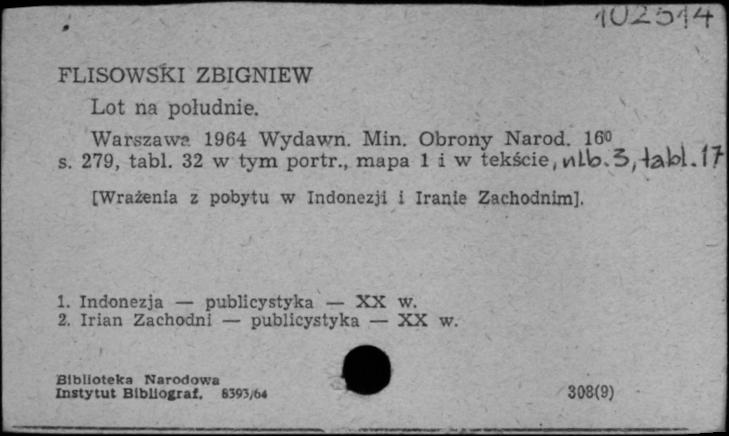 102514
FLISOWSKI ZBIGNIEW
Lot na południe.
Warszawa 1964 Wydawn. Min. Obrony Narod. 16⁰
s. 279, tabl. 32 w tym portr., mapa 1 i w tekście, nlb. 3, tabl. 17
[Wrażenia z pobytu w Indonezji i Iranie Zachodnim].
1. Indonezja — publicystyka — XX w.
2. Irian Zachodni — publicystyka — XX w.
Biblioteka Narodowa
Instytut Bibliograf. 8393/64
308(9)